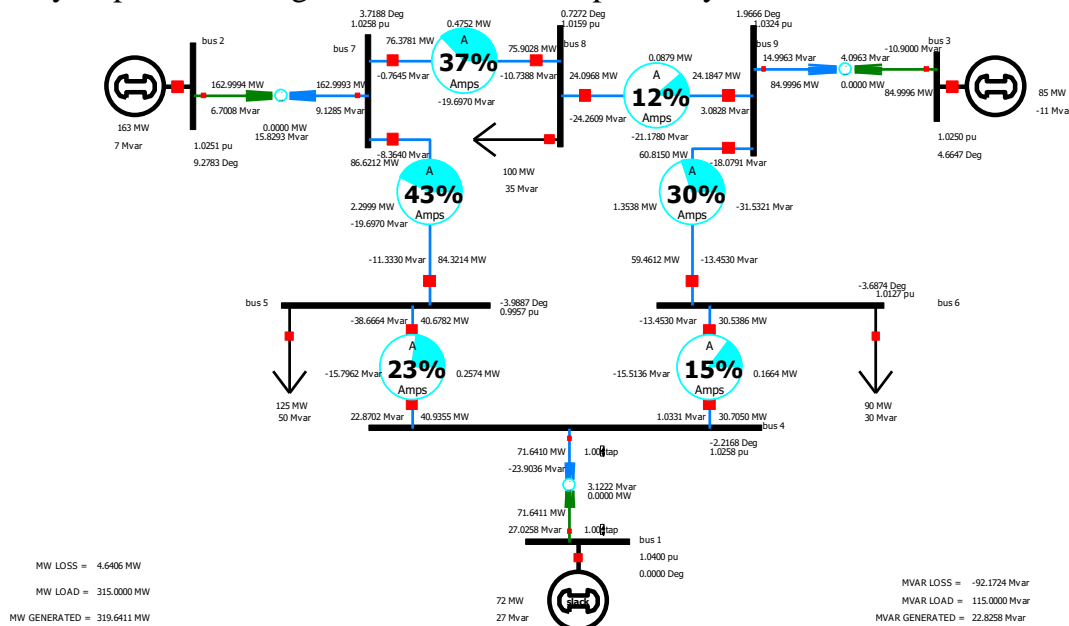 3.7188 Deg
1.0258 pu
0.4752 MW
0.7272 Deg
1.0159 pu
1.9666 Deg
1.0324 pu
bus 2
bus 7
76.3781 MW
A
37%
Amps
75.9028 MW
bus 8
0.0879 MW
bus 9
14.9963 Mvar
4.0963 Mvar
-10.9000 Mvar
bus 3
-0.7645 Mvar
-10.7388 Mvar
-19.6970 Mvar
24.0968 MW
A
12%
Amps
24.1847 MW
-24.2609 Mvar
3.0828 Mvar
-21.1780 Mvar
84.9996 MW
0.0000 MW
84.9996 MW
85 MW
-11 Mvar
162.9994 MW
162.9993 MW
6.7008 Mvar
9.1285 Mvar
0.0000 MW
15.8293 Mvar
163 MW
7 Mvar
1.0251 pu
9.2783 Deg
1.0250 pu
4.6647 Deg
-8.3640 Mvar
86.6212 MW
100 MW
35 Mvar
60.8150 MW
-18.0791 Mvar
A
43%
Amps
2.2999 MW
-19.6970 Mvar
A
30%
Amps
1.3538 MW
-31.5321 Mvar
-11.3330 Mvar
84.3214 MW
59.4612 MW
-13.4530 Mvar
bus 5
-3.9887 Deg
0.9957 pu
-3.6874 Deg
1.0127 pu
bus 6
-38.6664 Mvar
40.6782 MW
-13.4530 Mvar
30.5386 MW
A
23%
Amps
-15.7962 Mvar
0.2574 MW
A
15%
Amps
-15.5136 Mvar
0.1664 MW
125 MW
50 Mvar
90 MW
30 Mvar
22.8702 Mvar
40.9355 MW
1.0331 Mvar
30.7050 MW
bus 4
-2.2168 Deg
1.0258 pu
71.6410 MW
tap
-23.9036 Mvar
3.1222 Mvar
0.0000 MW
71.6411 MW
27.0258 Mvar
tap
bus 1
1.0400 pu
0.0000 Deg
slack
72 MW
27 Mvar
MW LOSS = 4.6406 MW
MW LOAD = 315.0000 MW
MW GENERATED = 319.6411 MW
MVAR LOSS = -92.1724 Mvar
MVAR LOAD = 115.0000 Mvar
MVAR GENERATED = 22.8258 Mvar